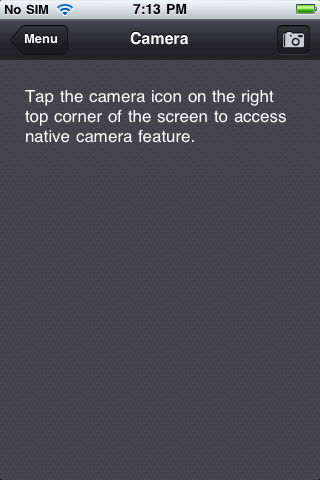 No SIM 7:13 PM
Menu Camera
Tap the camera icon on the right
top corner of the screen to access
native camera feature.